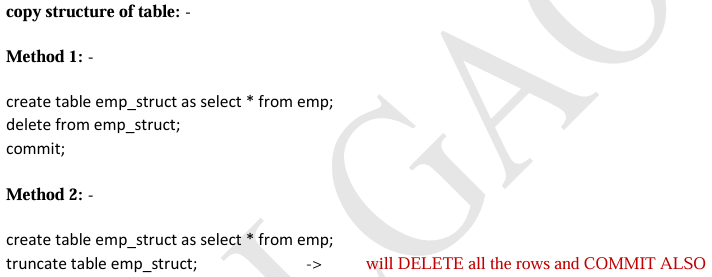 copy structure of table: -
Method 1: -
create table emp_struct as select * from emp;
delete from emp_struct;
commit;
Method 2: -
create table emp_struct as select * from emp;
truncate table emp_struct; -> will DELETE all the rows and COMMIT ALSO